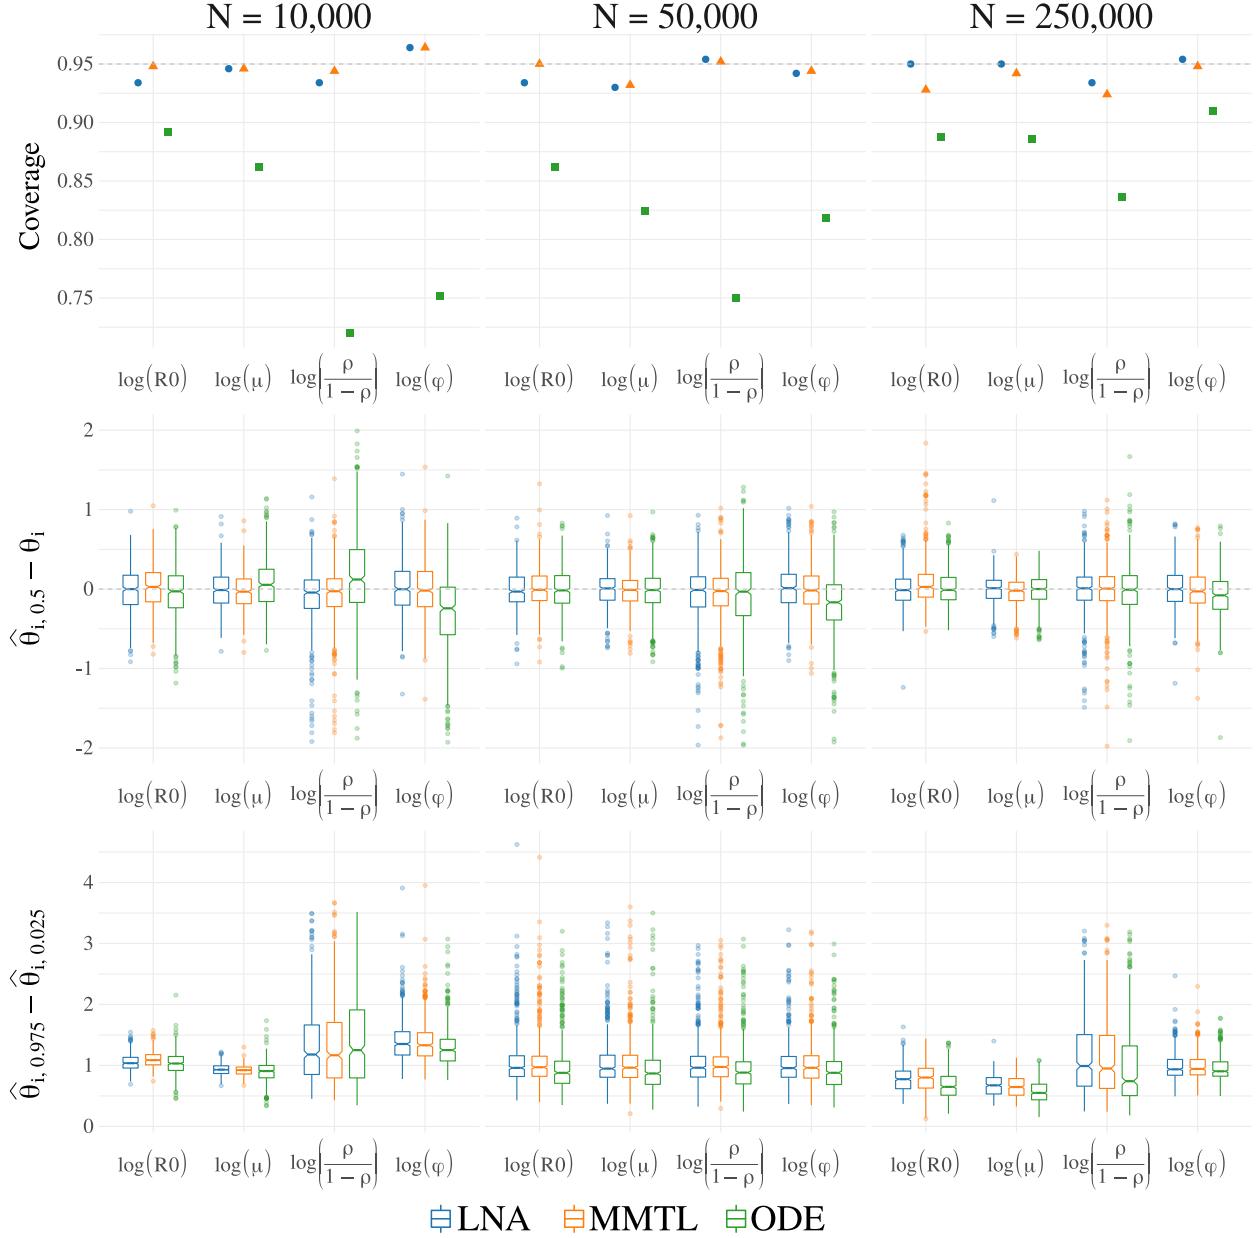 N = 10,000 N = 50,000 N = 250,000
Coverage
0.95
0.90
0.85
0.80
0.75
log(R0) log(μ) log(ρ/(1 − ρ)) log(φ) log(R0) log(μ) log(ρ/(1 − ρ)) log(φ) log(R0) log(μ) log(ρ/(1 − ρ)) log(φ)
θ̂i, 0.5 − θi
2
1
0
-1
-2
log(R0) log(μ) log(ρ/(1 − ρ)) log(φ) log(R0) log(μ) log(ρ/(1 − ρ)) log(φ) log(R0) log(μ) log(ρ/(1 − ρ)) log(φ)
θ̂i, 0.975 − θ̂i, 0.025
4
3
2
1
0
log(R0) log(μ) log(ρ/(1 − ρ)) log(φ) log(R0) log(μ) log(ρ/(1 − ρ)) log(φ) log(R0) log(μ) log(ρ/(1 − ρ)) log(φ)
LNA MMTL ODE